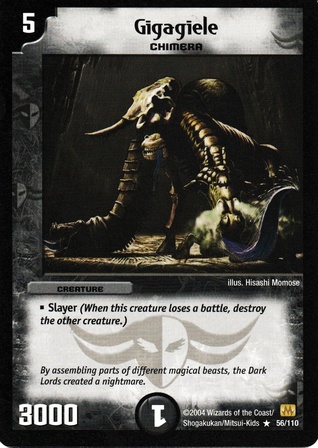 5
Gigagiele
CHIMERA
illus. Hisashi Momose
CREATURE
▪ Slayer (When this creature loses a battle, destroy
the other creature.)
By assembling parts of different magical beasts, the Dark
Lords created a nightmare.
3000
1
©2004 Wizards of the Coast/
Shogakukan/Mitsui-Kids ★ 56/110